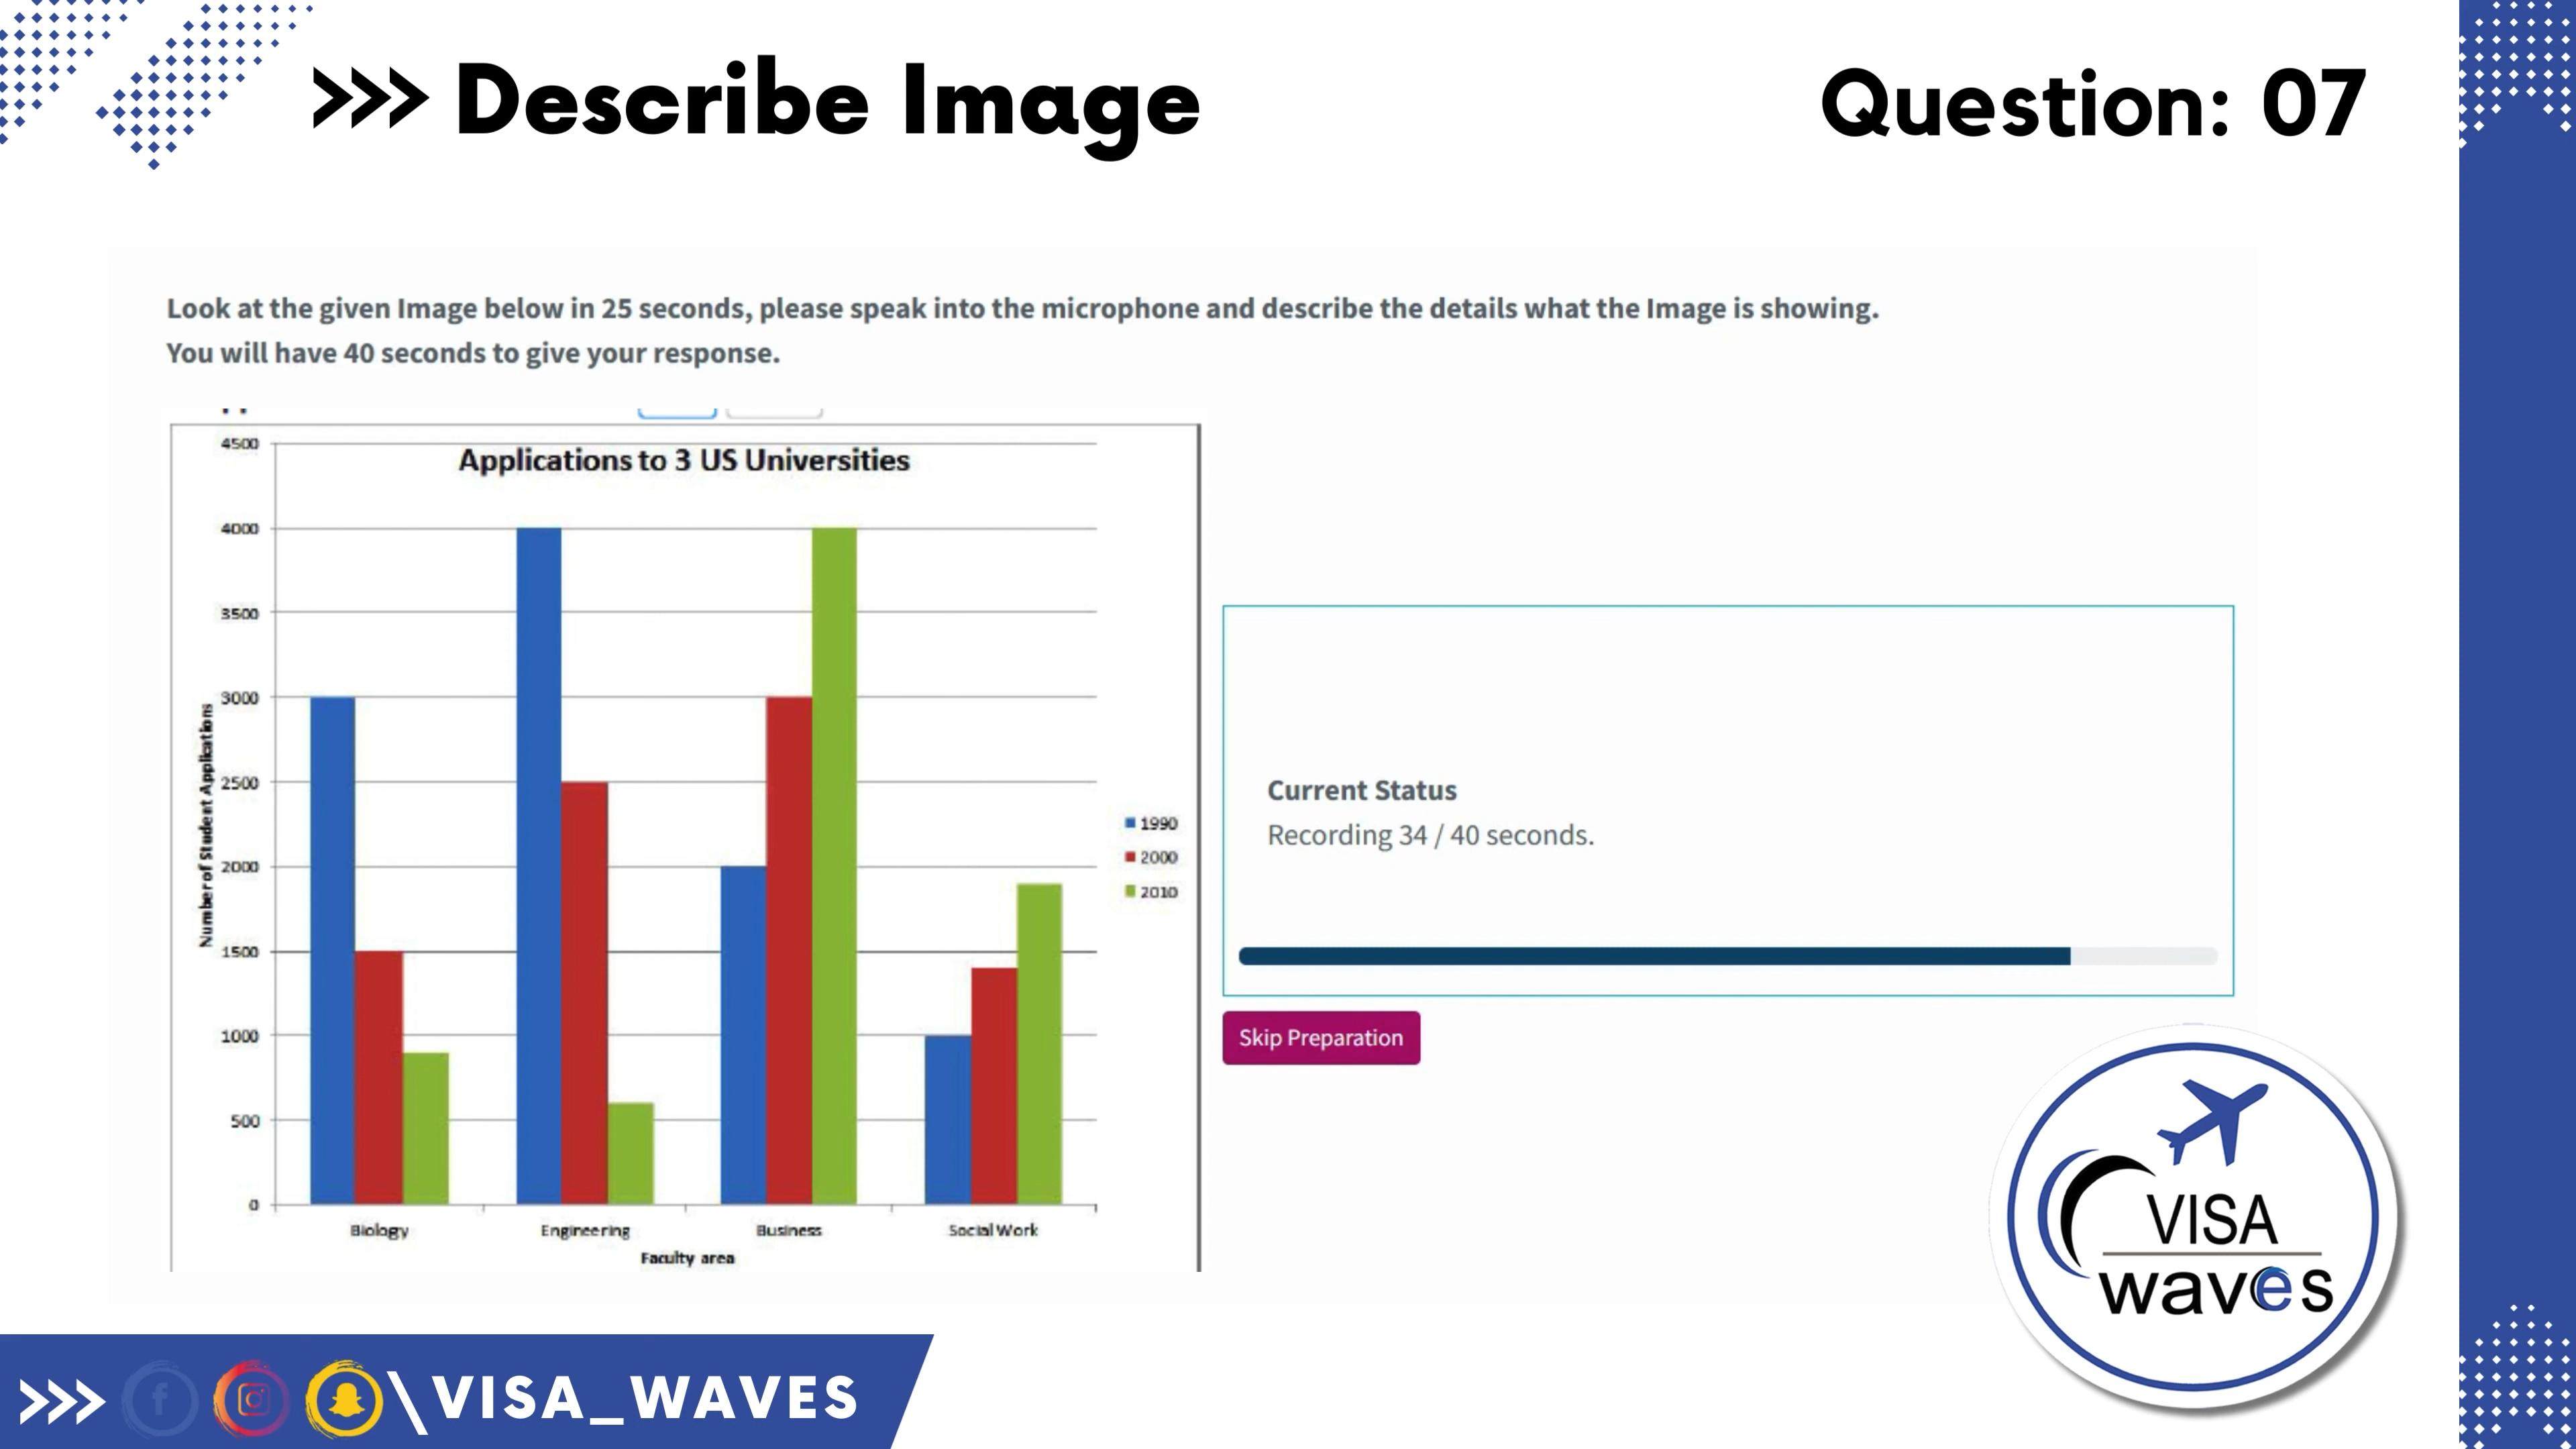 Describe Image
Question: 07
Look at the given Image below in 25 seconds, please speak into the microphone and describe the details what the Image is showing.
You will have 40 seconds to give your response.
Applications to 3 US Universities
4500
4000
3500
3000
2500
2000
1500
1000
500
0
Number of Student Applications
Biology
Engineering
Business
Social Work
Faculty area
1990
2000
2010
Current Status
Recording 34 / 40 seconds.
Skip Preparation
VISA
waves
\VISA_WAVES